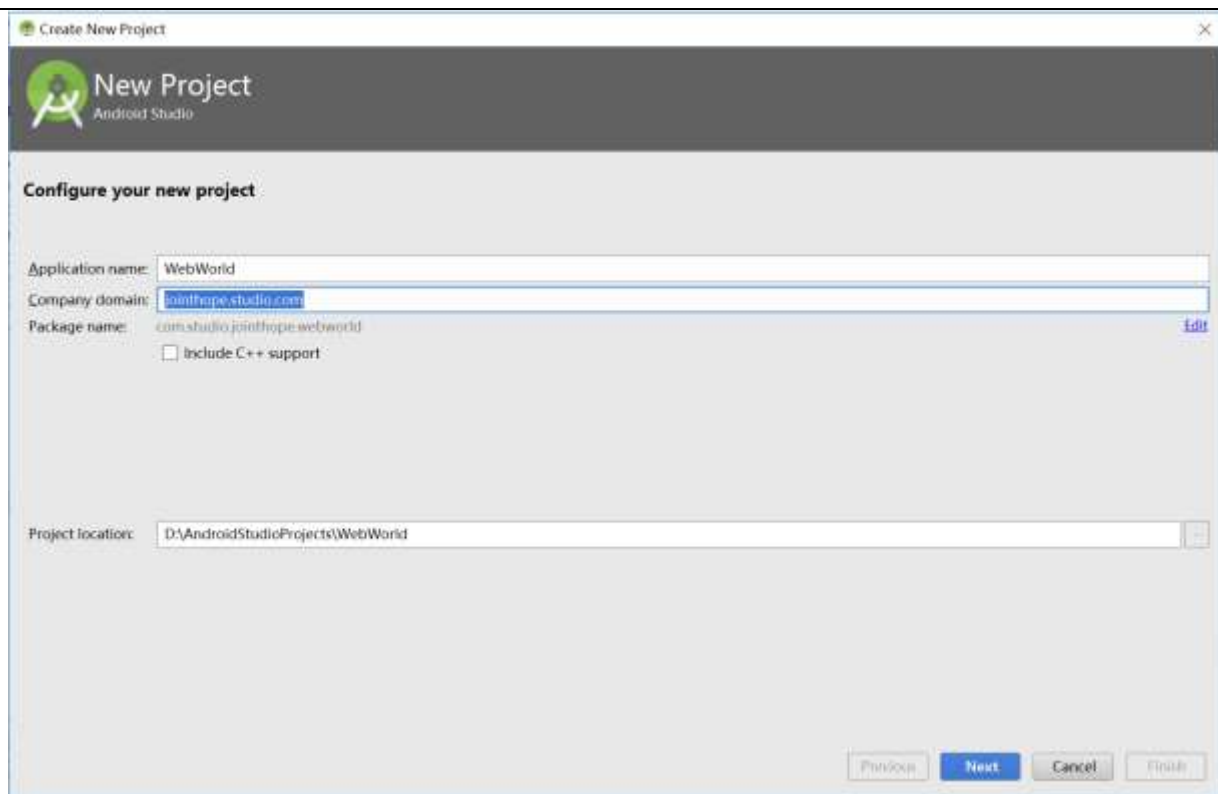 Create New Project
New Project
Android Studio
Configure your new project
Application name: WebWorld
Company domain: jointhope.studio.com
Package name: com.studio.jointhope.webworld Edit
Include C++ support
Project location: D:\AndroidStudioProjects\WebWorld
Previous Next Cancel Finish